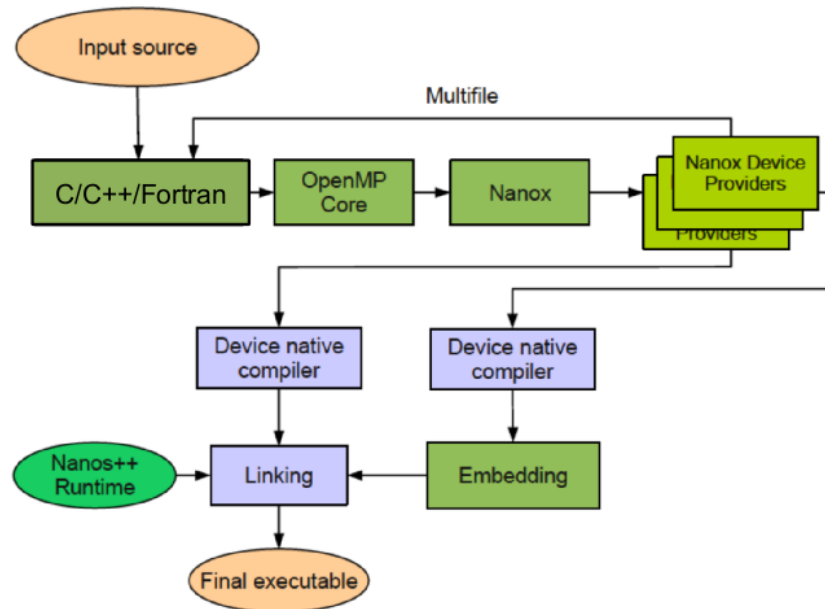 Input source
Multifile
C/C++/Fortran
OpenMP
Core
Nanox
Nanox Device
Providers
Providers
Device native
compiler
Device native
compiler
Nanos++
Runtime
Linking
Embedding
Final executable